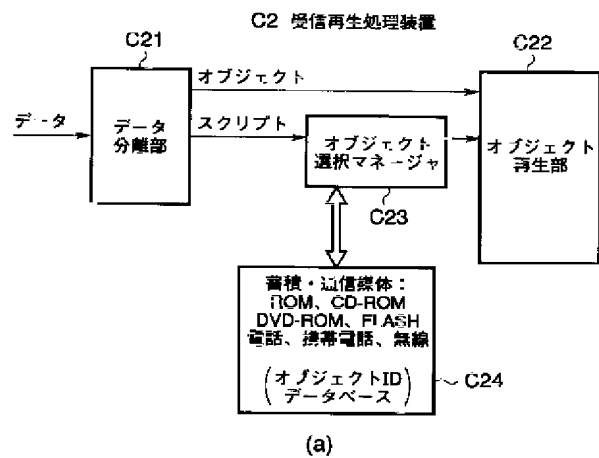 C2 受信再生処理装置
C21
C22
オブジェクト
データ
スクリプト
データ
分離部
オブジェクト
選択マネージャ
オブジェクト
再生部
C23
蓄積・通信媒体：
ROM、CD-ROM
DVD-ROM、FLASH
電話、携帯電話、無線
(オブジェクトID
データベース)
C24
(a)